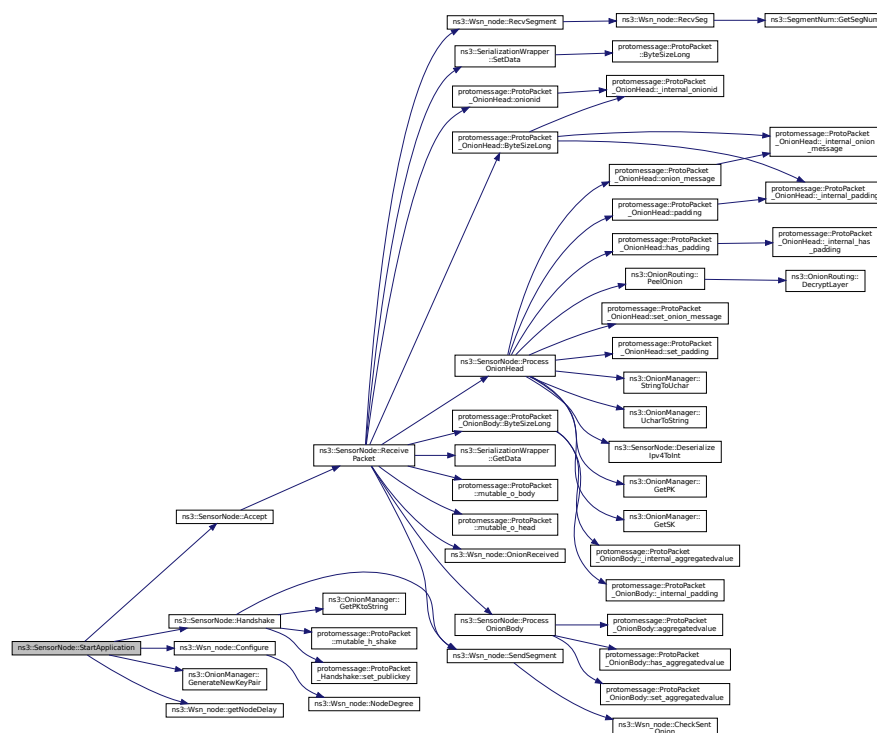 ns3::Wsn_node::RecvSegment
ns3::Wsn_node::RecvSeg
ns3::SegmentNum::GetSegNum
ns3::SerializationWrapper
::SetData
protomessage::ProtoPacket
::ByteSizeLong
protomessage::ProtoPacket
_OnionHead::onionid
protomessage::ProtoPacket
_OnionHead::_internal_onionid
protomessage::ProtoPacket
_OnionHead::ByteSizeLong
protomessage::ProtoPacket
_OnionHead::_internal_onion
_message
protomessage::ProtoPacket
_OnionHead::onion_message
protomessage::ProtoPacket
_OnionHead::_internal_padding
protomessage::ProtoPacket
_OnionHead::padding
protomessage::ProtoPacket
_OnionHead::has_padding
protomessage::ProtoPacket
_OnionHead::_internal_has
_padding
ns3::OnionRouting::
PeelOnion
ns3::OnionRouting::
DecryptLayer
protomessage::ProtoPacket
_OnionHead::set_onion_message
protomessage::ProtoPacket
_OnionHead::set_padding
ns3::SensorNode::Process
OnionHead
ns3::OnionManager::
StringToUchar
ns3::OnionManager::
UcharToString
protomessage::ProtoPacket
_OnionBody::ByteSizeLong
ns3::SensorNode::Deserialize
Ipv4ToInt
ns3::SensorNode::Receive
Packet
ns3::SerializationWrapper
::GetData
ns3::OnionManager::
GetPK
protomessage::ProtoPacket
::mutable_o_body
ns3::OnionManager::
GetSK
protomessage::ProtoPacket
::mutable_o_head
ns3::SensorNode::Accept
ns3::Wsn_node::OnionReceived
protomessage::ProtoPacket
_OnionBody::_internal_aggregatedvalue
protomessage::ProtoPacket
_OnionBody::_internal_padding
ns3::OnionManager::
GetPKtoString
ns3::SensorNode::Handshake
ns3::SensorNode::Process
OnionBody
protomessage::ProtoPacket
_OnionBody::aggregatedvalue
protomessage::ProtoPacket
::mutable_h_shake
ns3::SensorNode::StartApplication
ns3::Wsn_node::Configure
ns3::Wsn_node::SendSegment
protomessage::ProtoPacket
_OnionBody::has_aggregatedvalue
protomessage::ProtoPacket
_Handshake::set_publickey
ns3::OnionManager::
GenerateNewKeyPair
protomessage::ProtoPacket
_OnionBody::set_aggregatedvalue
ns3::Wsn_node::NodeDegree
ns3::Wsn_node::getNodeDelay
ns3::Wsn_node::CheckSent
Onion